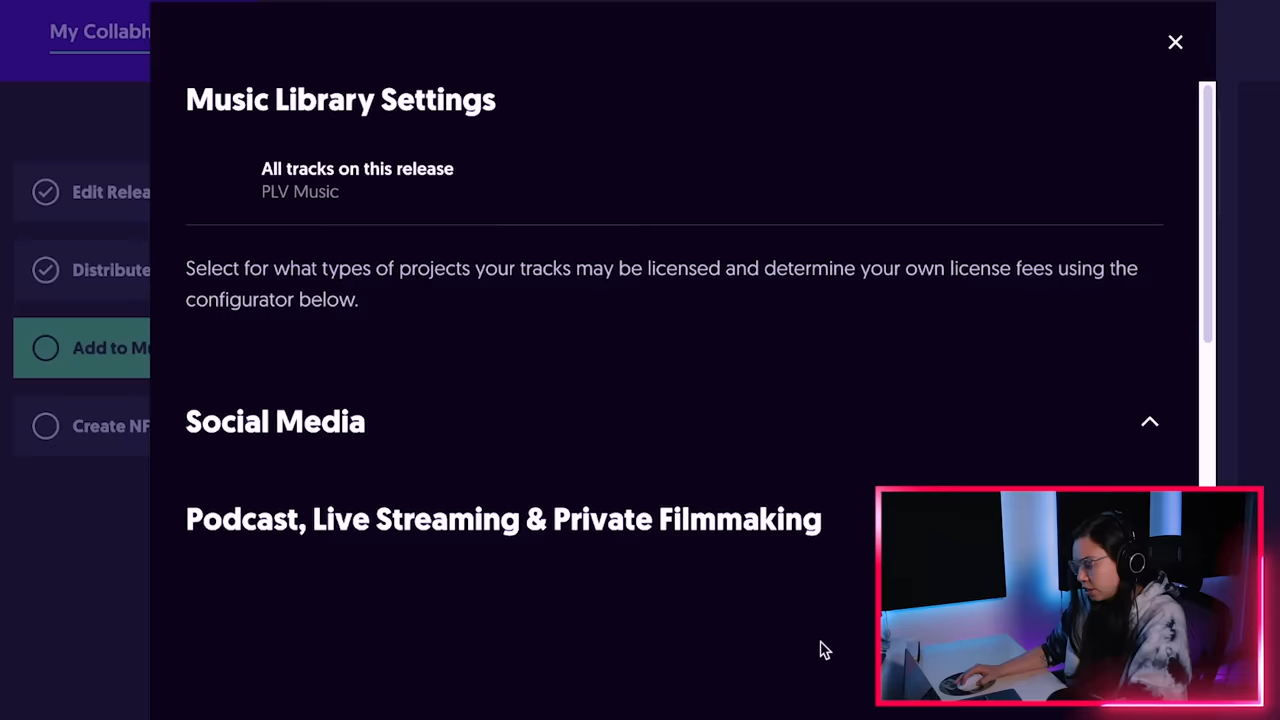 My Collabh
Music Library Settings
All tracks on this release
PLV Music
Edit Relea
Distribute
Select for what types of projects your tracks may be licensed and determine your own license fees using the
configurator below.
Add to Mu
Social Media
Create NF
Podcast, Live Streaming & Private Filmmaking